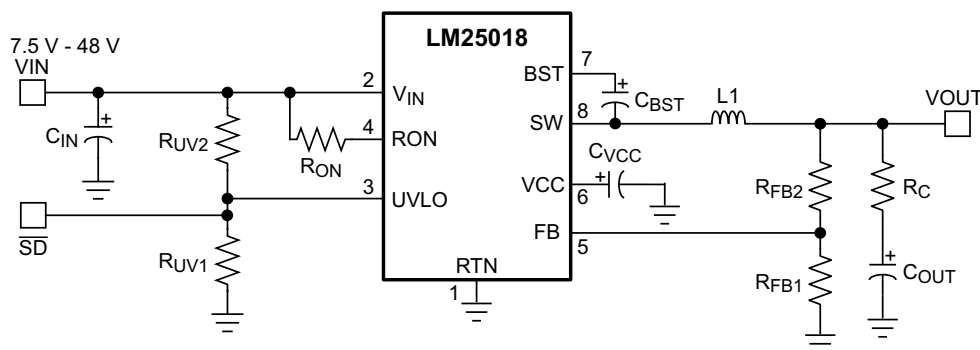 7.5 V - 48 V
VIN
LM25018
7
BST
CBST
2
VIN
8
SW
L1
VOUT
CIN
RUV2
4
RON
RON
CVCC
VCC
6
RFB2
RC
3
UVLO
SD
FB
5
RUV1
RTN
1
RFB1
COUT
+
+
+
+